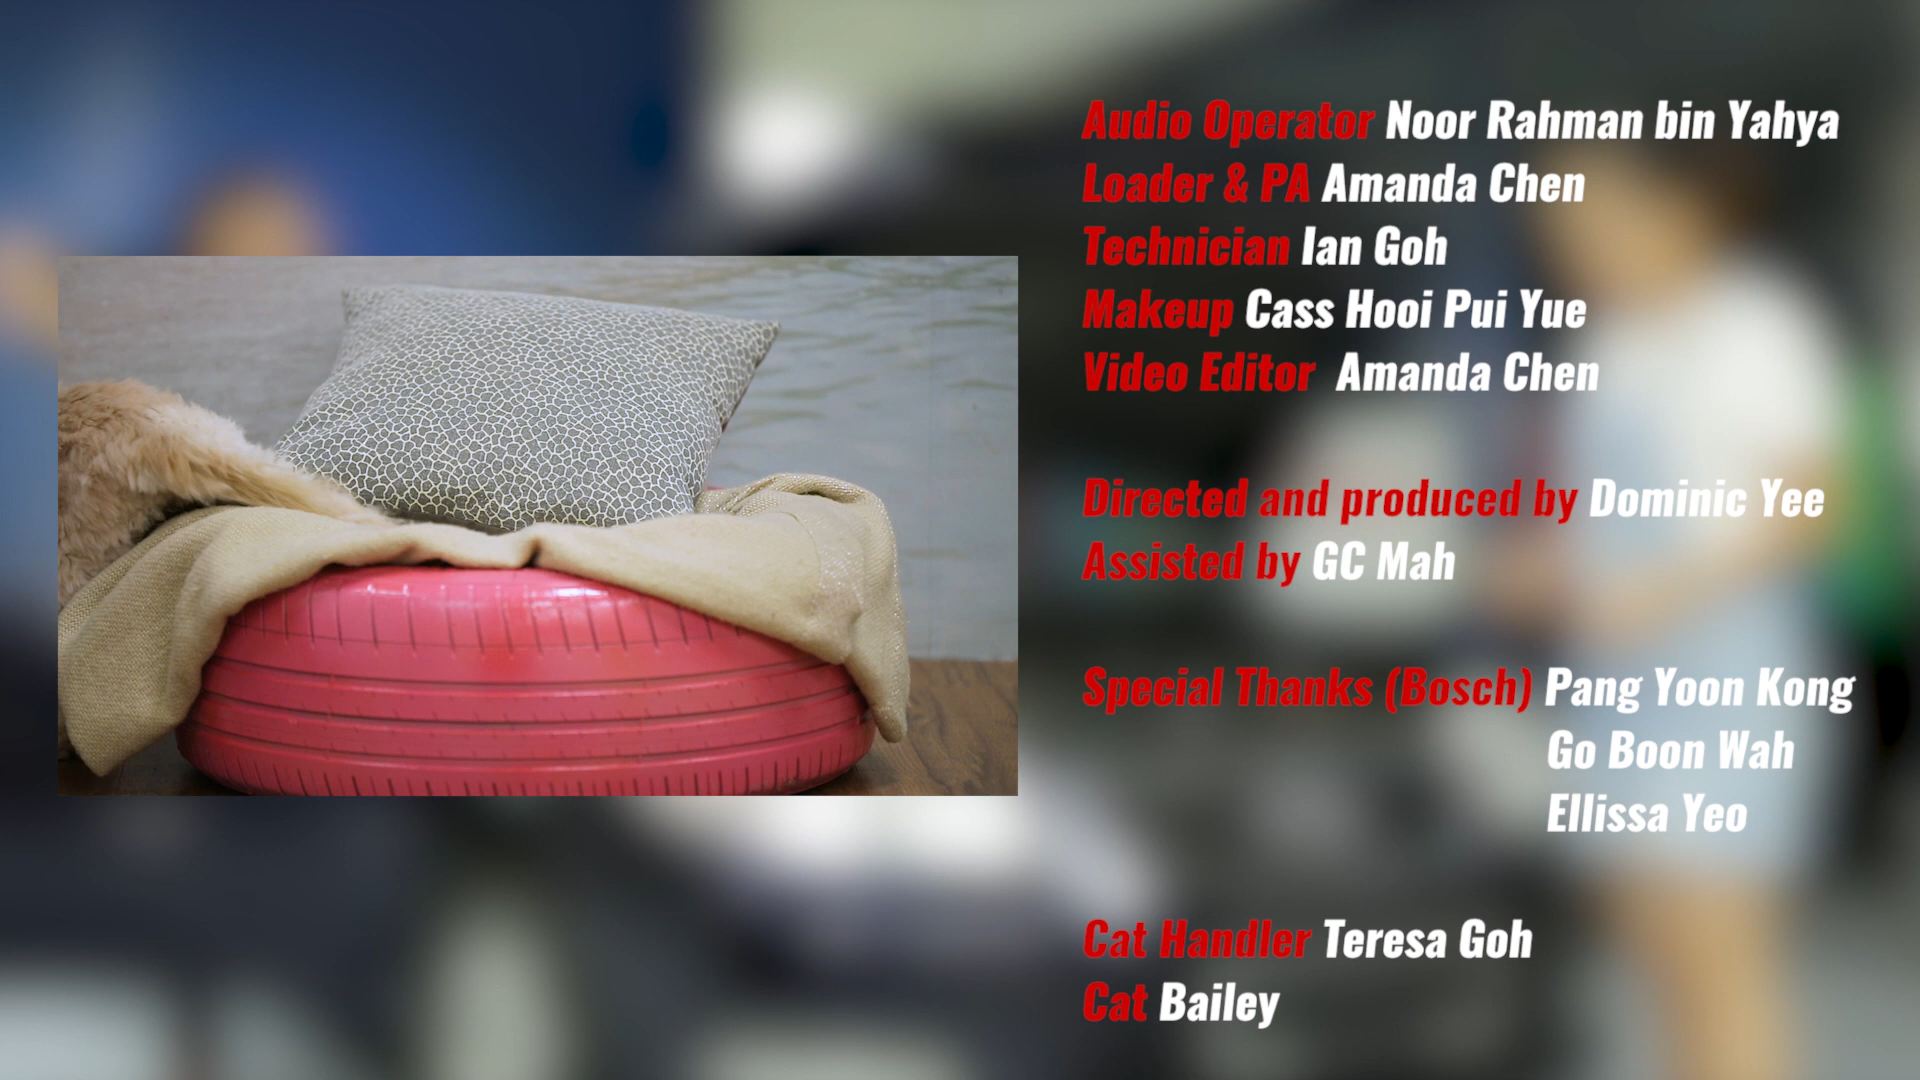 Audio Operator Noor Rahman bin Yahya
Loader & PA Amanda Chen
Technician Ian Goh
Makeup Cass Hooi Pui Yue
Video Editor Amanda Chen
Directed and produced by Dominic Yee
Assisted by GC Mah
Special Thanks (Bosch) Pang Yoon Kong
Go Boon Wah
Ellissa Yeo
Cat Handler Teresa Goh
Cat Bailey